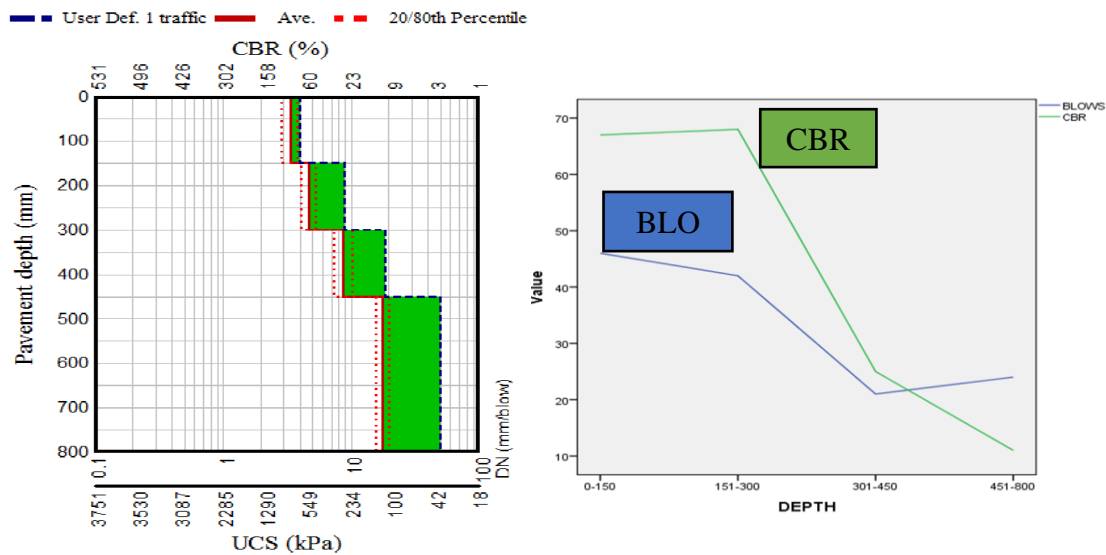 User Def. 1 traffic Ave. 20/80th Percentile
CBR (%)
531 496 426 302 158 60 23 9 3 1
Pavement depth (mm)
0
100
200
300
400
500
600
700
800
0.1 1 10 100
DN (mm/blow)
3751 3530 3087 2285 1290 549 234 100 42 18
UCS (kPa)
BLOWS
CBR
CBR
BLO
Value
70
60
50
40
30
20
10
0-150 151-300 301-450 451-800
DEPTH